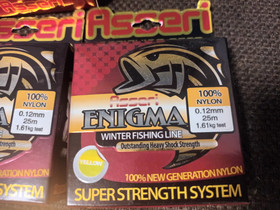 Asseri
100%
NYLON
0.12mm
25m
1.61kg test
Asseri
ENIGMA
WINTER FISHING LINE
Outstanding Heavy Shock Strength
100%
NYLON
0.12mm
25m
1.61kg test
YELLOW
100% NEW GENERATION NYLON
SUPER STRENGTH SYSTEM